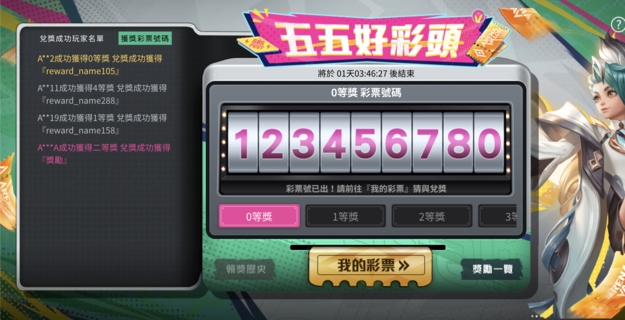 五五好彩頭
?
兌獎成功玩家名單
獲獎彩票號碼
將於 01天03:46:27 後結束
A**2成功獲得0等獎 兌獎成功獲得
『reward_name105』
A**11成功獲得4等獎 兌獎成功獲得
『reward_name288』
A**19成功獲得1等獎 兌獎成功獲得
『reward_name158』
A***A成功獲得二等獎 兌獎成功獲得
『獎勵』
0等獎 彩票號碼
123456780
彩票號已出！請前往『我的彩票』猜與兌獎
0等獎
1等獎
2等獎
3等
我的彩票
獎勵一覽